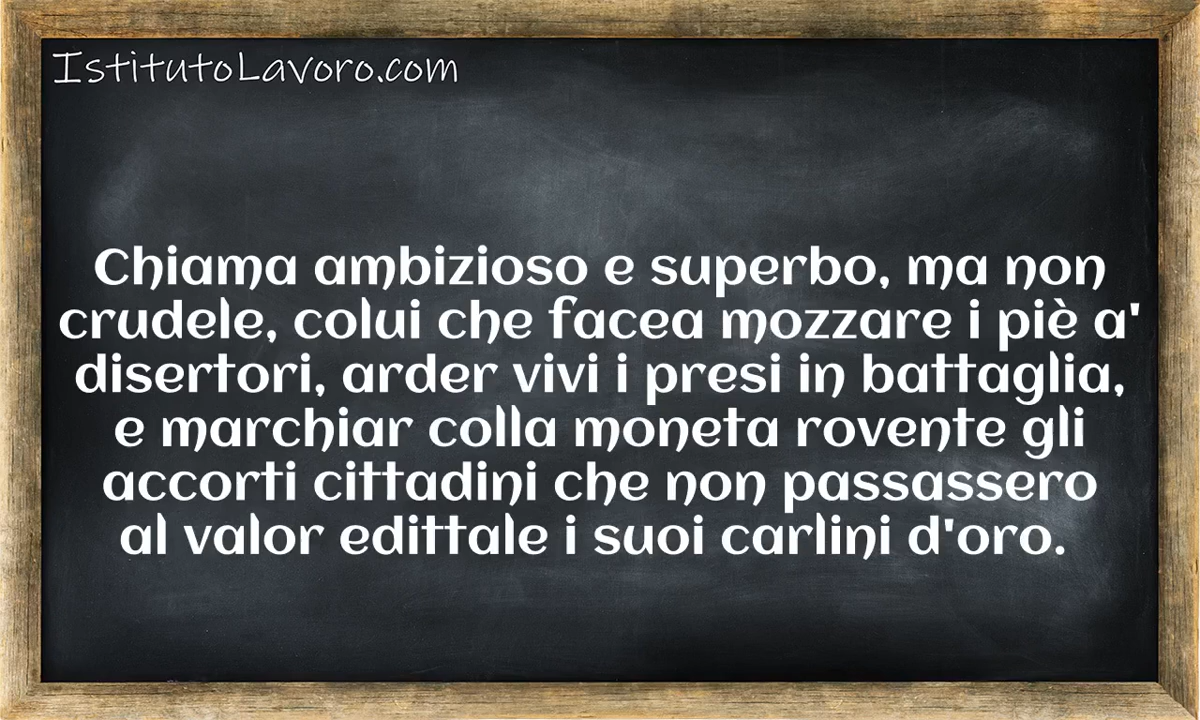 IstitutoLavoro.com
Chiama ambizioso e superbo, ma non
crudele, colui che facea mozzare i piè a'
disertori, arder vivi i presi in battaglia,
e marchiar colla moneta rovente gli
accorti cittadini che non passassero
al valor edittale i suoi carlini d'oro.